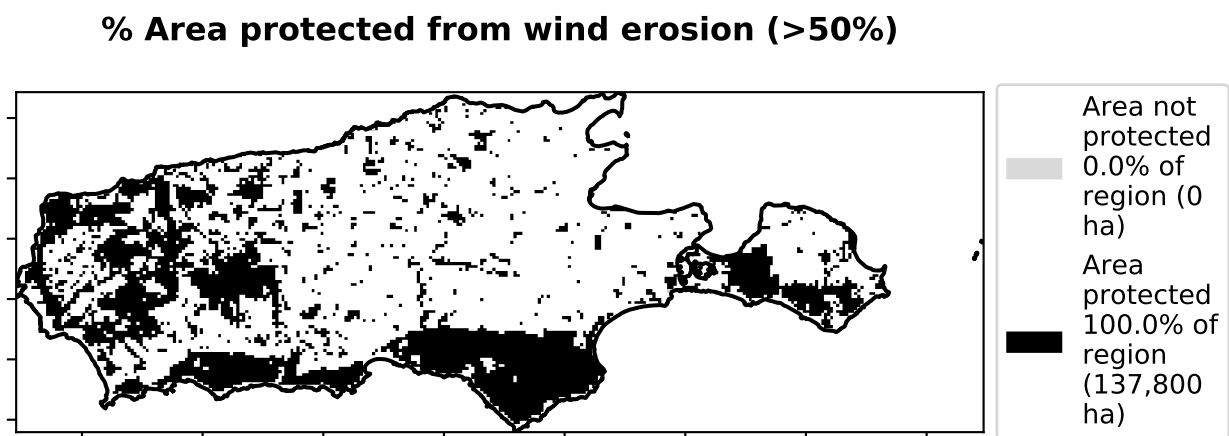 % Area protected from wind erosion (>50%)
Area not
protected
0.0% of
region (0
ha)
Area
protected
100.0% of
region
(137,800
ha)